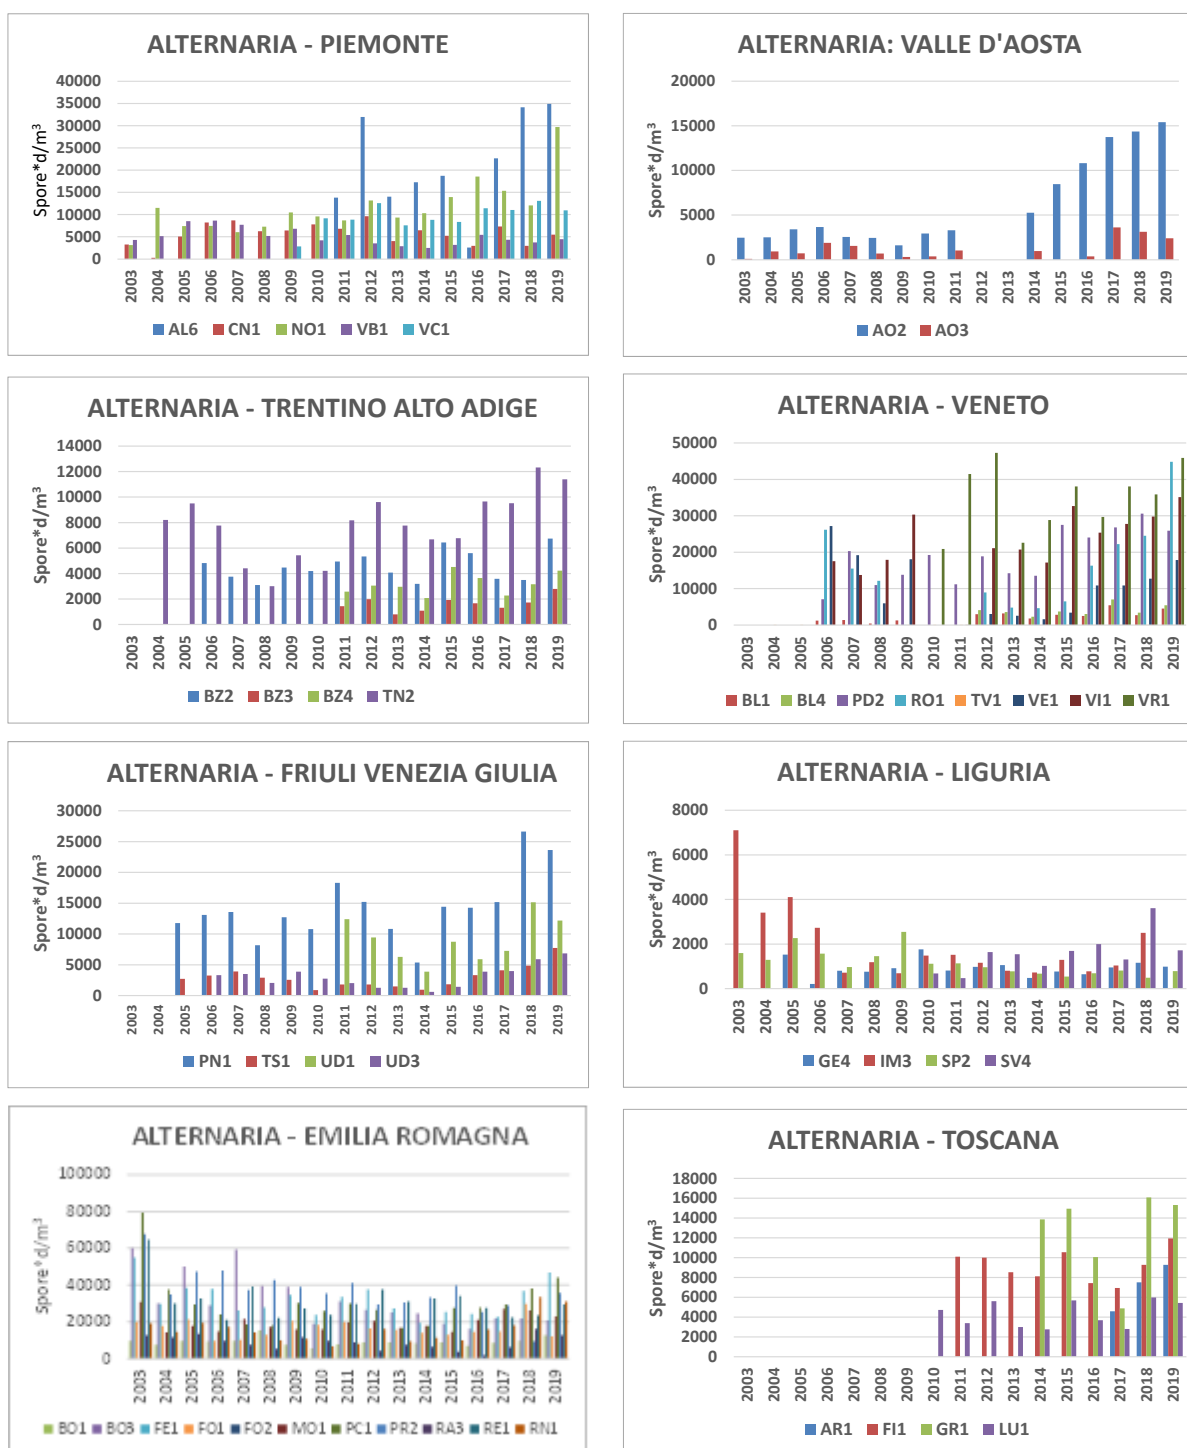 ALTERNARIA - PIEMONTE
Spore*d/m³
40000
35000
30000
25000
20000
15000
10000
5000
0
2003 2004 2005 2006 2007 2008 2009 2010 2011 2012 2013 2014 2015 2016 2017 2018 2019
AL6 CN1 NO1 VB1 VC1
ALTERNARIA: VALLE D'AOSTA
Spore*d/m³
20000
15000
10000
5000
0
2003 2004 2005 2006 2007 2008 2009 2010 2011 2012 2013 2014 2015 2016 2017 2018 2019
AO2 AO3
ALTERNARIA - TRENTINO ALTO ADIGE
Spore*d/m³
14000
12000
10000
8000
6000
4000
2000
0
2003 2004 2005 2006 2007 2008 2009 2010 2011 2012 2013 2014 2015 2016 2017 2018 2019
BZ2 BZ3 BZ4 TN2
ALTERNARIA - VENETO
Spore*d/m³
50000
40000
30000
20000
10000
0
2003 2004 2005 2006 2007 2008 2009 2010 2011 2012 2013 2014 2015 2016 2017 2018 2019
BL1 BL4 PD2 RO1 TV1 VE1 VI1 VR1
ALTERNARIA - FRIULI VENEZIA GIULIA
Spore*d/m³
30000
25000
20000
15000
10000
5000
0
2003 2004 2005 2006 2007 2008 2009 2010 2011 2012 2013 2014 2015 2016 2017 2018 2019
PN1 TS1 UD1 UD3
ALTERNARIA - LIGURIA
Spore*d/m³
8000
6000
4000
2000
0
2003 2004 2005 2006 2007 2008 2009 2010 2011 2012 2013 2014 2015 2016 2017 2018 2019
GE4 IM3 SP2 SV4
ALTERNARIA - EMILIA ROMAGNA
Spore*d/m³
100000
80000
60000
40000
20000
0
2003 2004 2005 2006 2007 2008 2009 2010 2011 2012 2013 2014 2015 2016 2017 2018 2019
BO1 BO3 FE1 FO1 FO2 MO1 PC1 PR2 RA3 RE1 RN1
ALTERNARIA - TOSCANA
Spore*d/m³
18000
16000
14000
12000
10000
8000
6000
4000
2000
0
2003 2004 2005 2006 2007 2008 2009 2010 2011 2012 2013 2014 2015 2016 2017 2018 2019
AR1 FI1 GR1 LU1